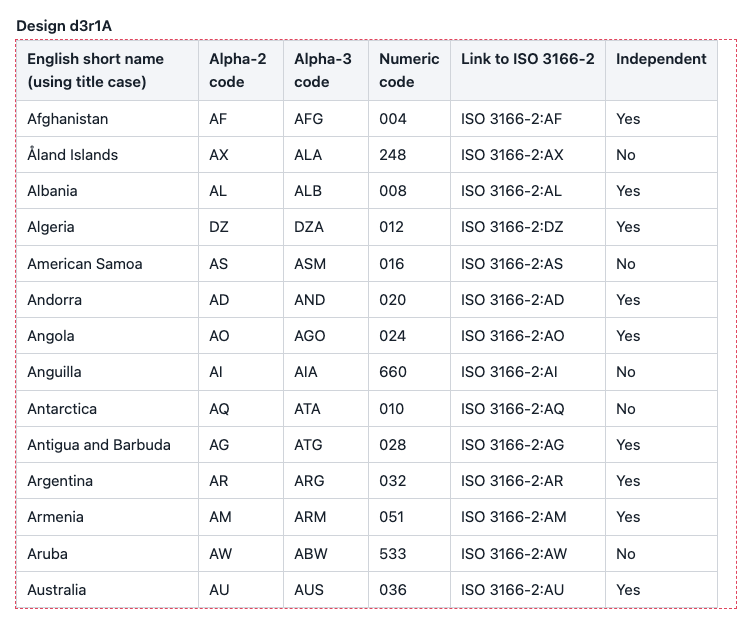 Design d3r1A
English short name (using title case) Alpha-2 code Alpha-3 code Numeric code Link to ISO 3166-2 Independent
Afghanistan AF AFG 004 ISO 3166-2:AF Yes
Åland Islands AX ALA 248 ISO 3166-2:AX No
Albania AL ALB 008 ISO 3166-2:AL Yes
Algeria DZ DZA 012 ISO 3166-2:DZ Yes
American Samoa AS ASM 016 ISO 3166-2:AS No
Andorra AD AND 020 ISO 3166-2:AD Yes
Angola AO AGO 024 ISO 3166-2:AO Yes
Anguilla AI AIA 660 ISO 3166-2:AI No
Antarctica AQ ATA 010 ISO 3166-2:AQ No
Antigua and Barbuda AG ATG 028 ISO 3166-2:AG Yes
Argentina AR ARG 032 ISO 3166-2:AR Yes
Armenia AM ARM 051 ISO 3166-2:AM Yes
Aruba AW ABW 533 ISO 3166-2:AW No
Australia AU AUS 036 ISO 3166-2:AU Yes